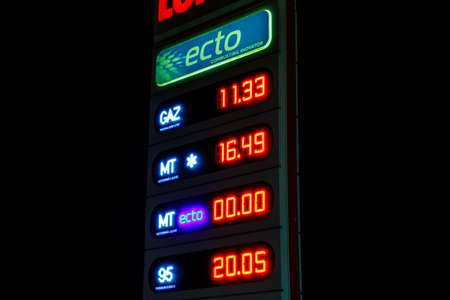 ecto
GAZ 11.33
MT * 16.49
MT ecto 00.00
95 20.05